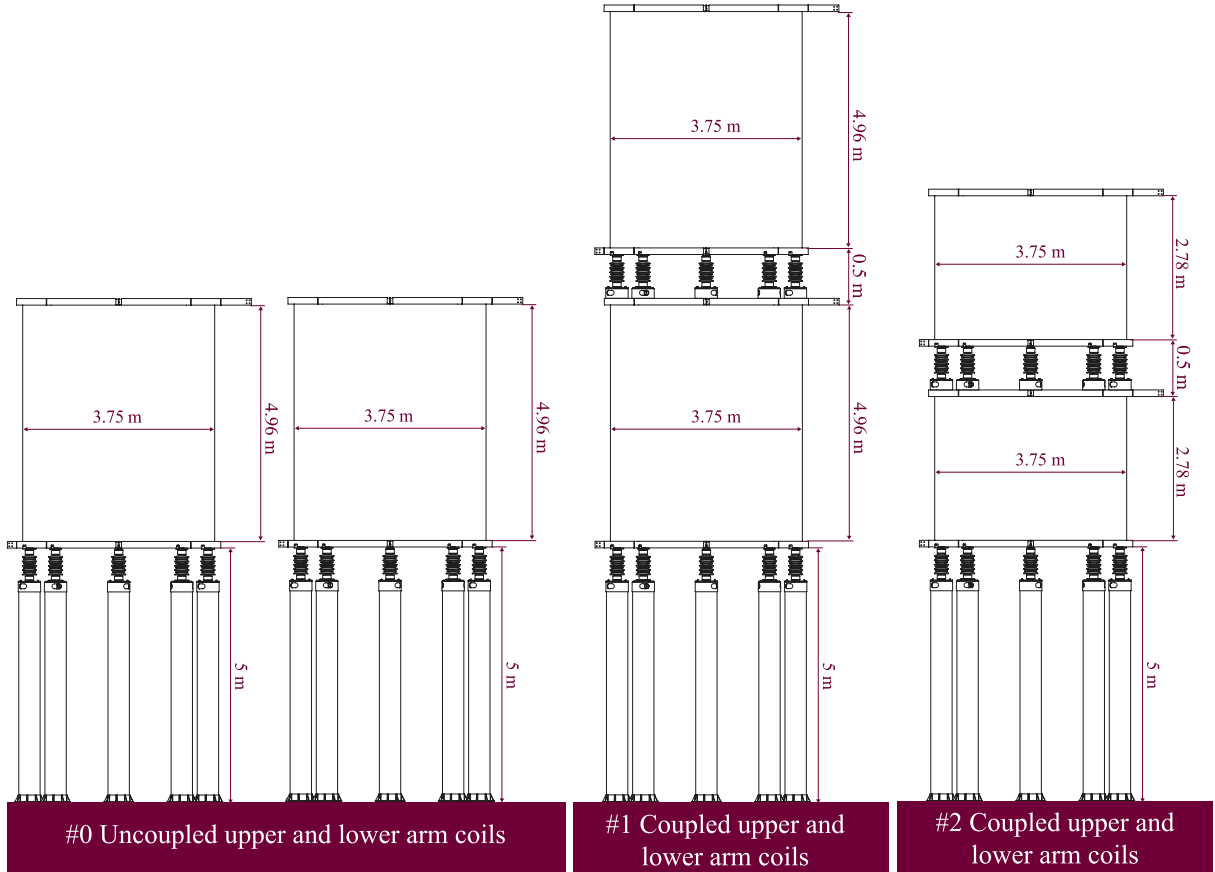 3.75 m
4.96 m
5 m
3.75 m
4.96 m
5 m
#0 Uncoupled upper and lower arm coils
3.75 m
4.96 m
0.5 m
3.75 m
4.96 m
5 m
#1 Coupled upper and
lower arm coils
3.75 m
2.78 m
0.5 m
3.75 m
2.78 m
5 m
#2 Coupled upper and
lower arm coils